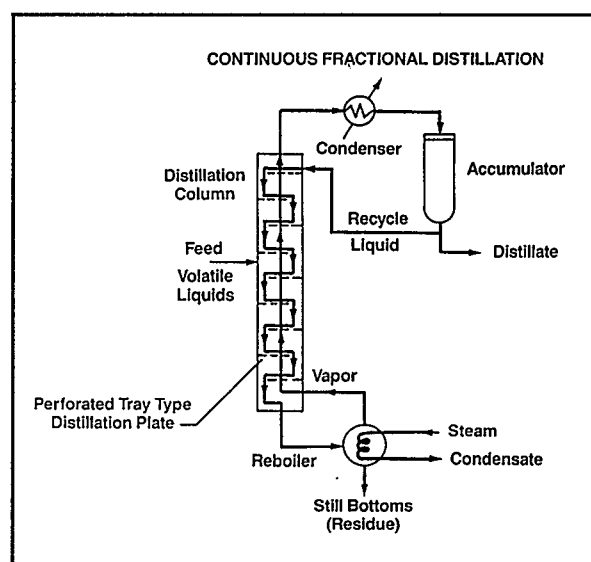 CONTINUOUS FRACTIONAL DISTILLATION
Condenser
Accumulator
Distillation
Column
Recycle
Liquid
Distillate
Feed
Volatile
Liquids
Vapor
Perforated Tray Type
Distillation Plate
Steam
Reboiler
Condensate
Still Bottoms
(Residue)